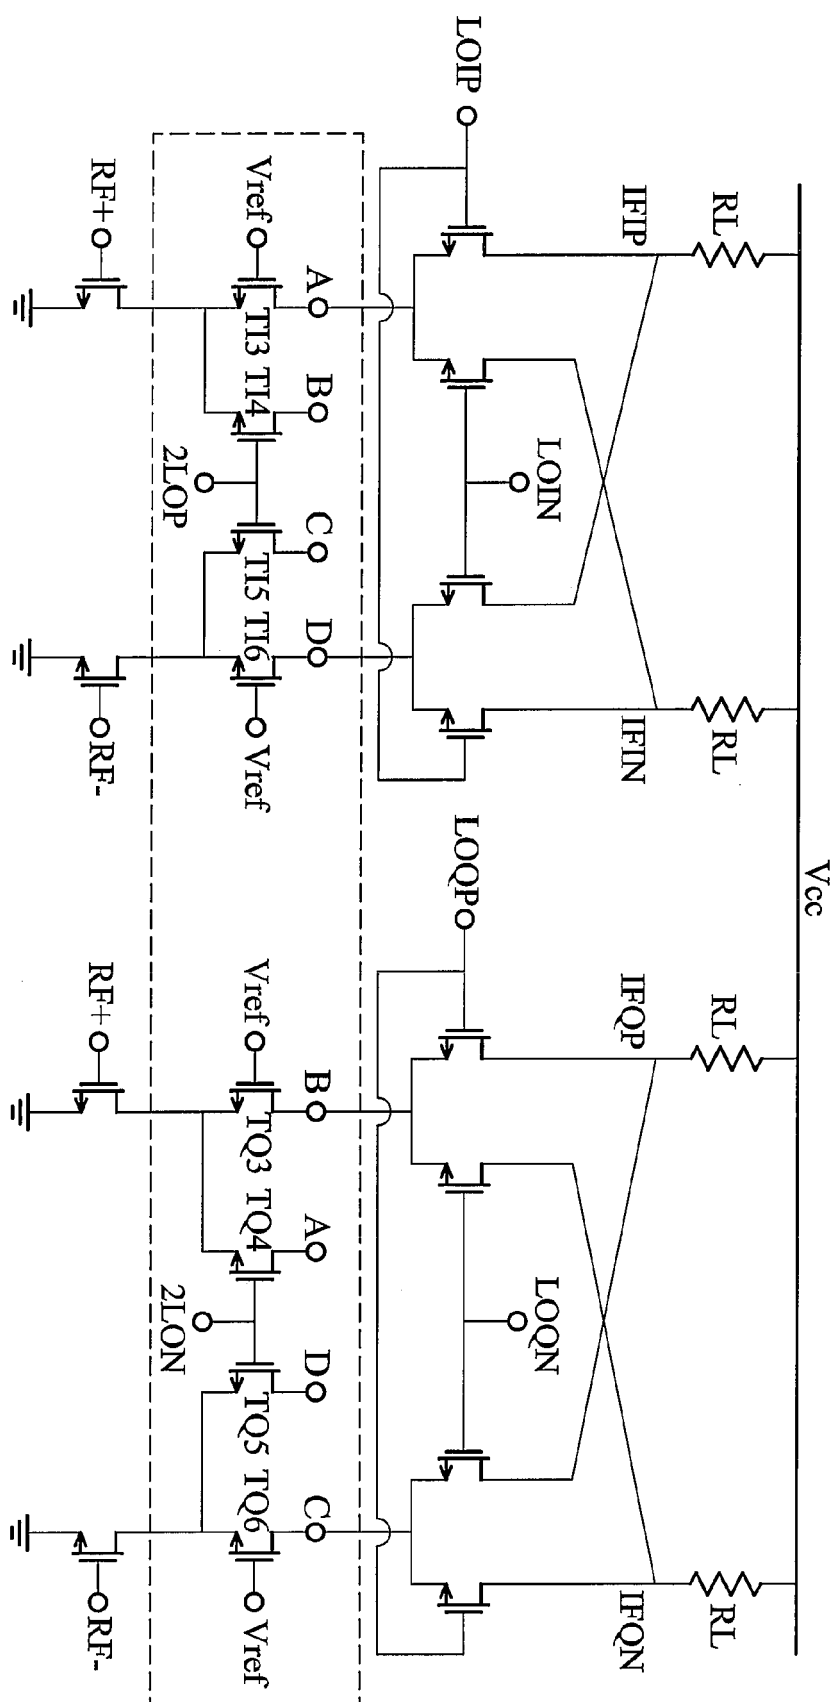 Vcc
RL
RL
RL
RL
IFIP
IFIN
IFQP
IFQN
LOIP
LOIN
LOQP
LOQN
A
B
C
D
B
A
D
C
Vref
TI3 TI4
TI5 TI6
Vref
Vref
TQ3 TQ4
TQ5 TQ6
Vref
2LOP
2LON
RF+
RF-
RF+
RF-